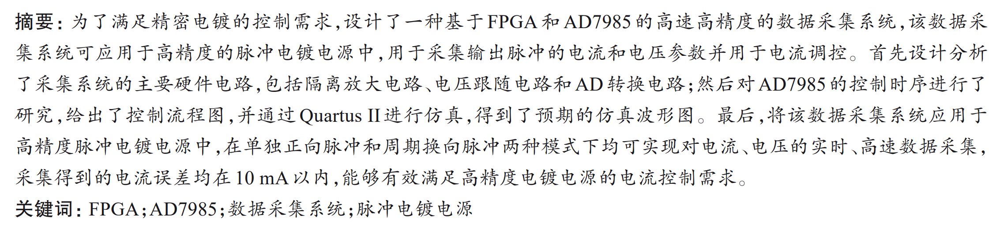 摘要：为了满足精密电镀的控制需求,设计了一种基于FPGA和AD7985的高速高精度的数据采集系统,该数据采
集系统可应用于高精度的脉冲电镀电源中,用于采集输出脉冲的电流和电压参数并用于电流调控。首先设计分析
了采集系统的主要硬件电路,包括隔离放大电路、电压跟随电路和AD转换电路;然后对AD7985的控制时序进行了
研究,给出了控制流程图,并通过Quartus II进行仿真,得到了预期的仿真波形图。最后,将该数据采集系统应用于
高精度脉冲电镀电源中,在单独正向脉冲和周期换向脉冲两种模式下均可实现对电流、电压的实时、高速数据采集,
采集得到的电流误差均在10 mA以内,能够有效满足高精度电镀电源的电流控制需求。
关键词：FPGA;AD7985;数据采集系统;脉冲电镀电源